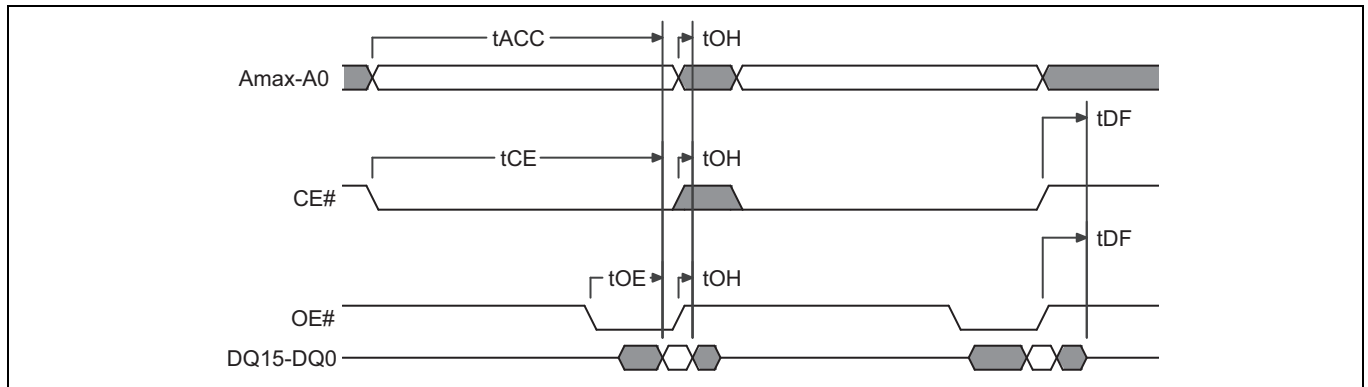 tACC
tOH
Amax-A0
tDF
tCE
tOH
CE#
tDF
tOE
tOH
OE#
DQ15-DQ0